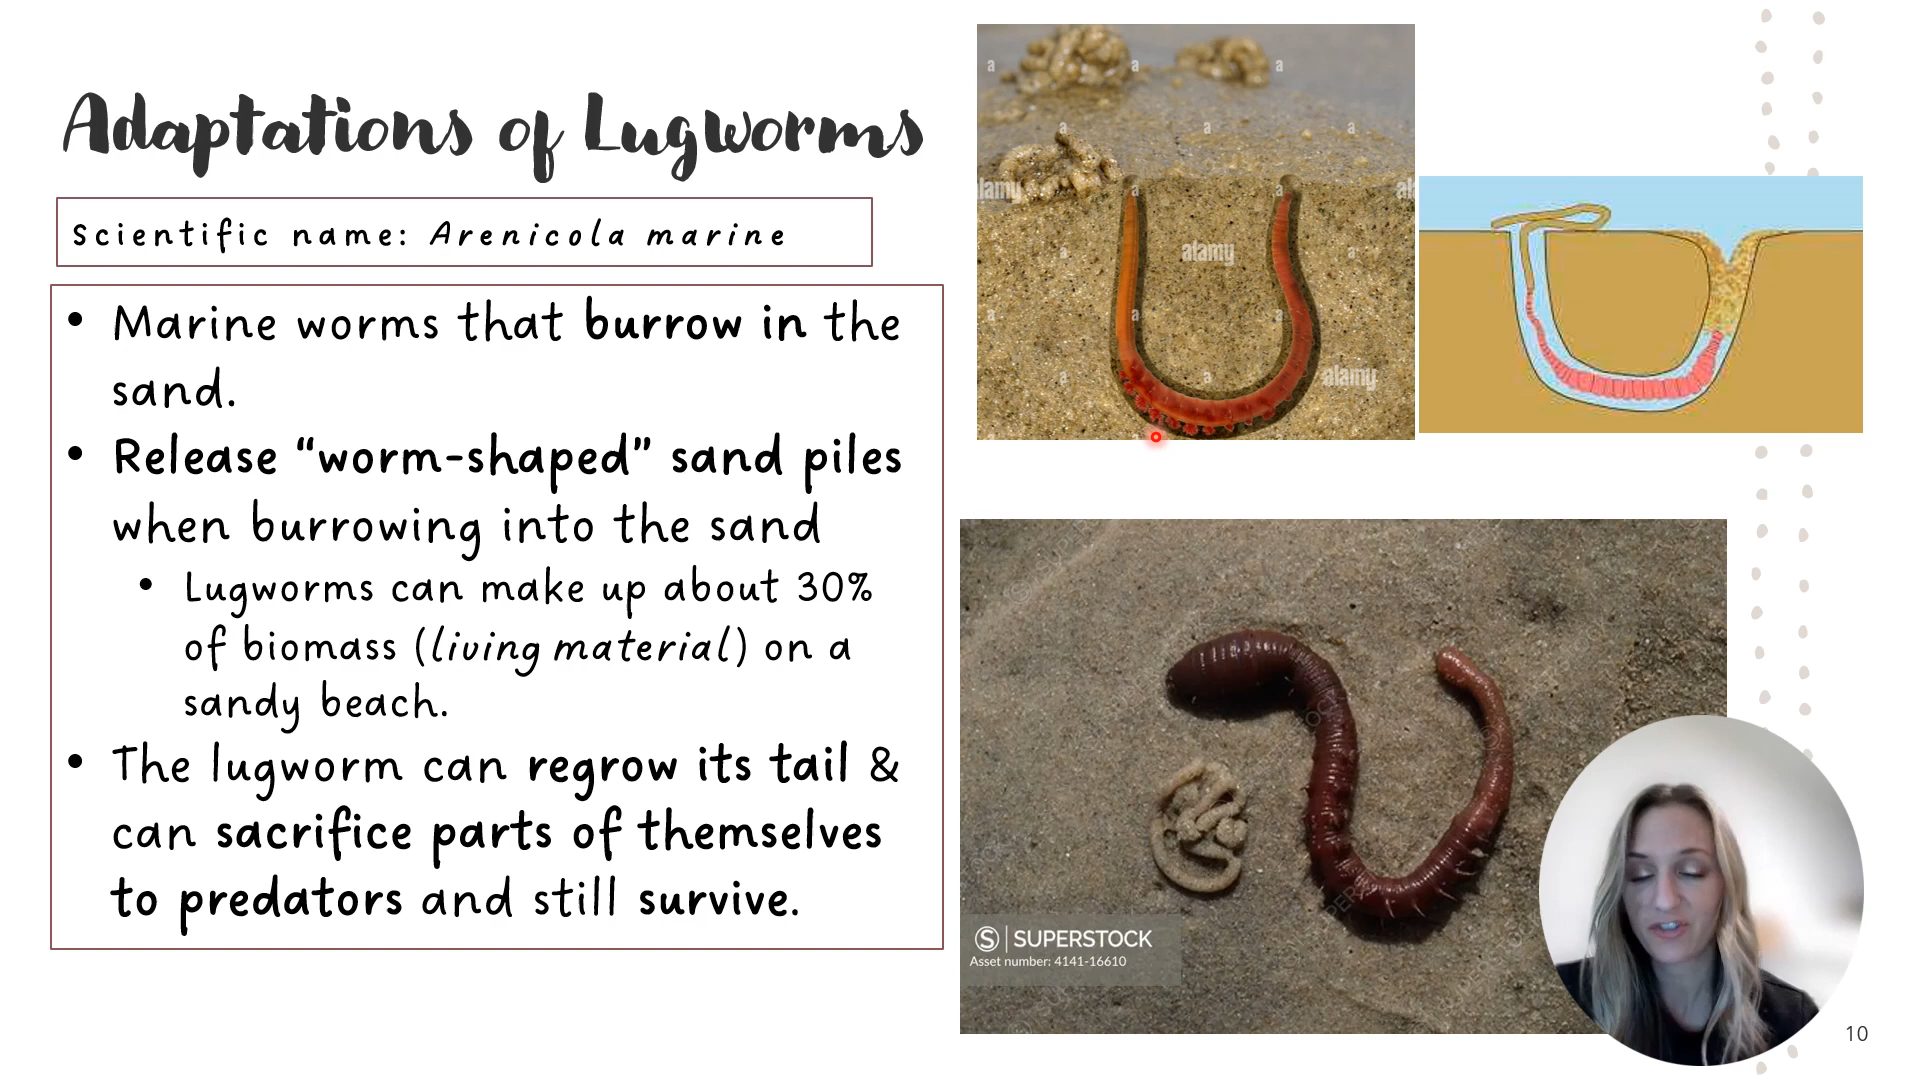 Adaptations of Lugworms
Scientific name: Arenicola marine
• Marine worms that burrow in the
sand.
• Release “worm-shaped” sand piles
when burrowing into the sand
• Lugworms can make up about 30%
of biomass (living material) on a
sandy beach.
• The lugworm can regrow its tail &
can sacrifice parts of themselves
to predators and still survive.
a a a
a a a
alamy a a al
a alamy a
a a a
a a alamy
S | SUPERSTOCK
Asset number: 4141-16610
10